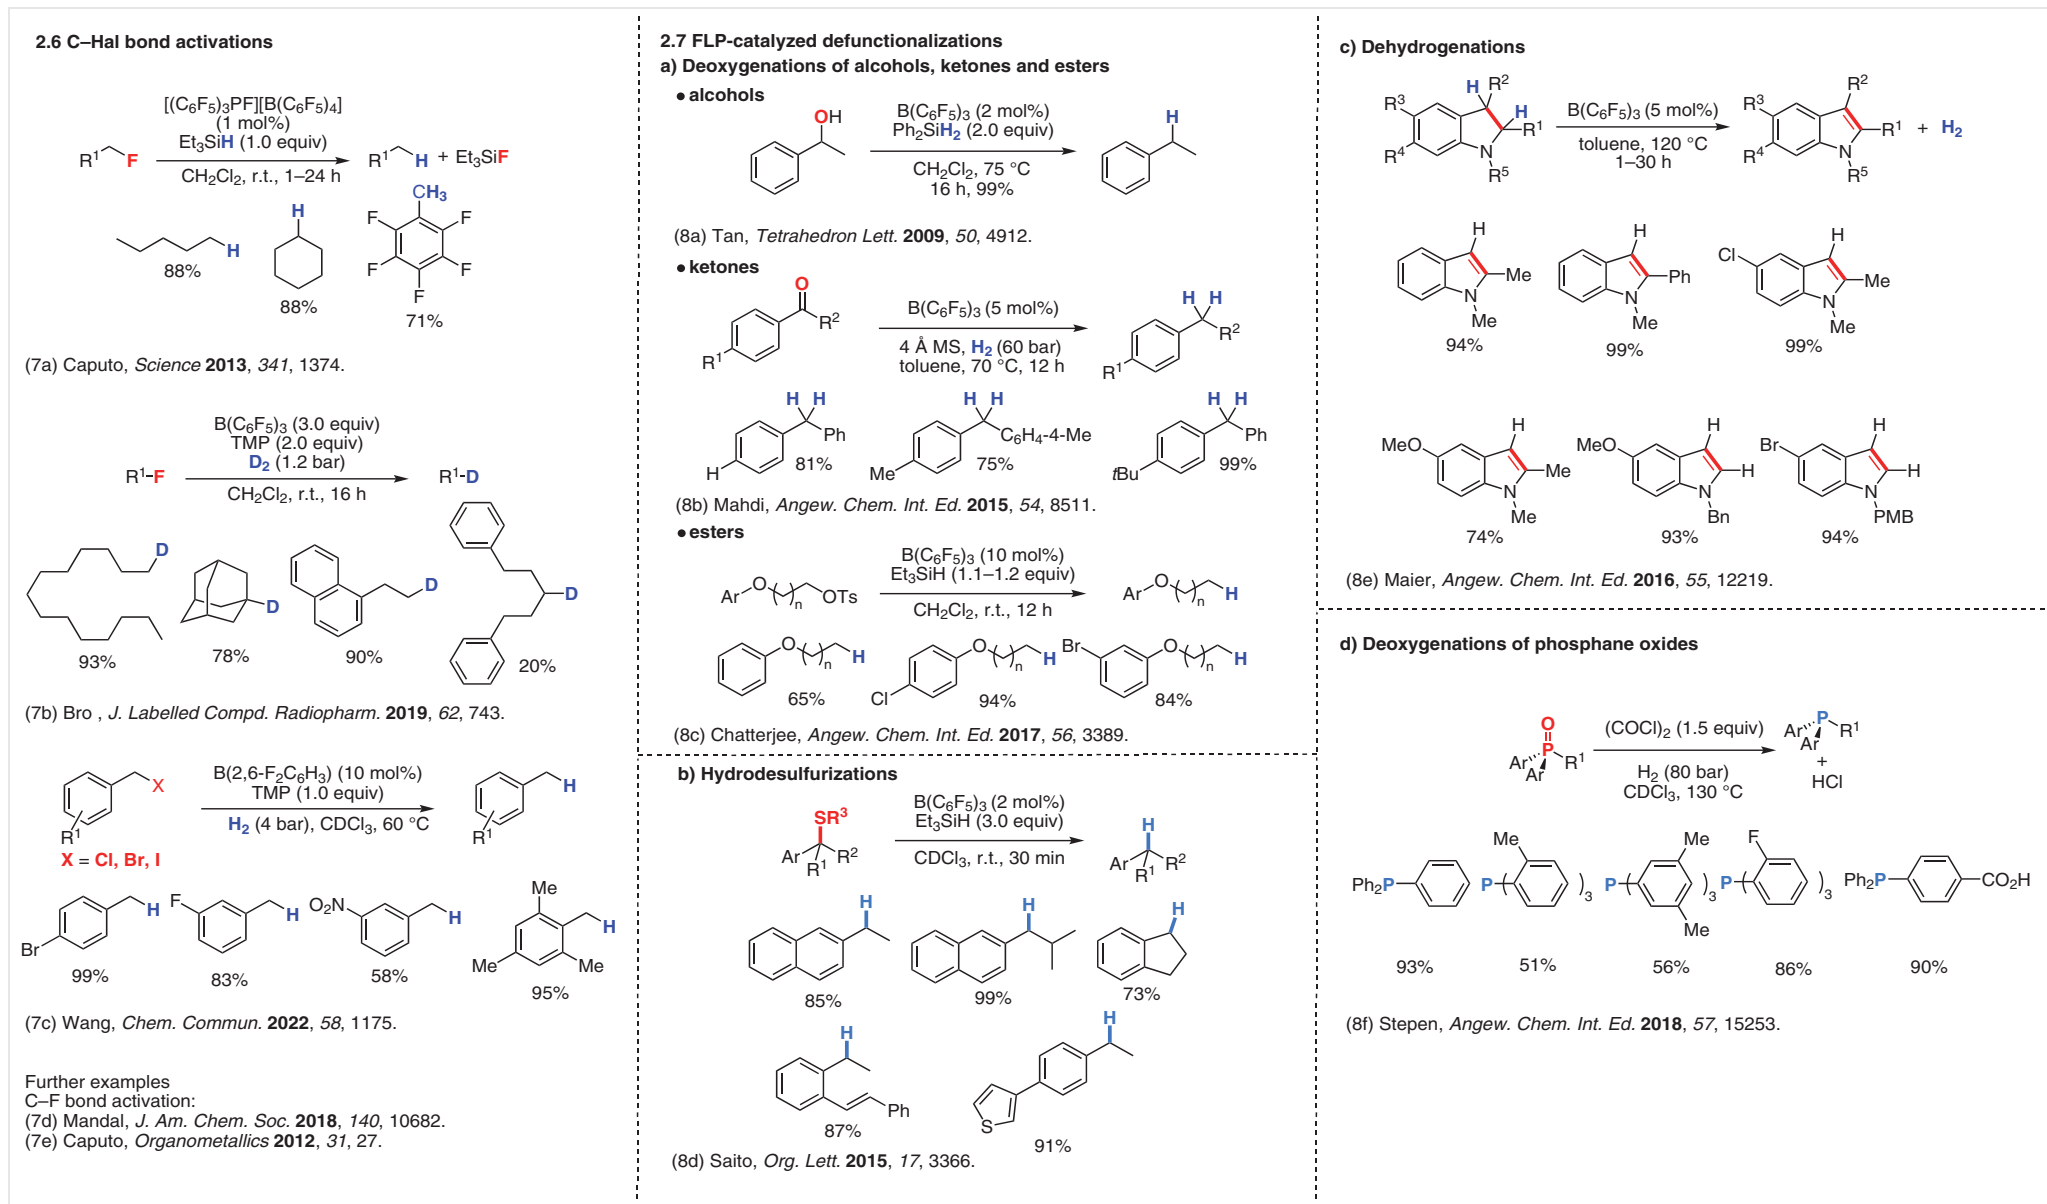 2.6 C–Hal bond activations
[(C6F5)3PF][B(C6F5)4]
(1 mol%)
Et3SiH (1.0 equiv)
R1 F
R1 H + Et3SiF
CH2Cl2, r.t., 1–24 h
CH3
H
F F
H
88%
F F
F
88%
71%
(7a) Caputo, Science 2013, 341, 1374.
B(C6F5)3 (3.0 equiv)
TMP (2.0 equiv)
D2 (1.2 bar)
R1-F
R1-D
CH2Cl2, r.t., 16 h
D
D
D
D
93%
78%
90%
20%
(7b) Bro , J. Labelled Compd. Radiopharm. 2019, 62, 743.
B(2,6-F2C6H3) (10 mol%)
TMP (1.0 equiv)
X
H
H2 (4 bar), CDCl3, 60 °C
R1
R1
X = Cl, Br, I
H
Br
99%
F
H
83%
O2N
H
58%
Me
H
Me Me
95%
(7c) Wang, Chem. Commun. 2022, 58, 1175.
Further examples
C–F bond activation:
(7d) Mandal, J. Am. Chem. Soc. 2018, 140, 10682.
(7e) Caputo, Organometallics 2012, 31, 27.
2.7 FLP-catalyzed defunctionalizations
a) Deoxygenations of alcohols, ketones and esters
• alcohols
OH
B(C6F5)3 (2 mol%)
Ph2SiH2 (2.0 equiv)
H
CH2Cl2, 75 °C
16 h, 99%
(8a) Tan, Tetrahedron Lett. 2009, 50, 4912.
• ketones
O
R2
R1
B(C6F5)3 (5 mol%)
4 Å MS, H2 (60 bar)
toluene, 70 °C, 12 h
H H
R2
R1
H H
Ph
H
81%
H H
C6H4-4-Me
Me
75%
H H
Ph
tBu
99%
(8b) Mahdi, Angew. Chem. Int. Ed. 2015, 54, 8511.
• esters
B(C6F5)3 (10 mol%)
Et3SiH (1.1–1.2 equiv)
Ar O ( )n OTs
Ar O ( )n H
CH2Cl2, r.t., 12 h
O ( )n H
65%
O ( )n H
Cl
94%
Br
O ( )n H
84%
(8c) Chatterjee, Angew. Chem. Int. Ed. 2017, 56, 3389.
b) Hydrodesulfurizations
SR3
Ar R2
R1
B(C6F5)3 (2 mol%)
Et3SiH (3.0 equiv)
CDCl3, r.t., 30 min
H
Ar R2
R1
H
85%
H
99%
H
73%
H
Ph
87%
H
S
91%
(8d) Saito, Org. Lett. 2015, 17, 3366.
c) Dehydrogenations
H R2
R3 H
R1
R4 N
R5
B(C6F5)3 (5 mol%)
toluene, 120 °C
1–30 h
R2
R3
R1 + H2
R4 N
R5
H
Me
N
Me
94%
H
Ph
N
Me
99%
H
Cl
Me
N
Me
99%
H
MeO
Me
N
Me
74%
H
MeO
H
N
Bn
93%
H
Br
H
N
PMB
94%
(8e) Maier, Angew. Chem. Int. Ed. 2016, 55, 12219.
d) Deoxygenations of phosphane oxides
O
Ar P R1
Ar
(COCl)2 (1.5 equiv)
H2 (80 bar)
CDCl3, 130 °C
Ar P R1
Ar
+
HCl
Ph2P
93%
Me
P ( )3
51%
Me
P ( )3
Me
56%
F
P ( )3
86%
Ph2P CO2H
90%
(8f) Stepen, Angew. Chem. Int. Ed. 2018, 57, 15253.